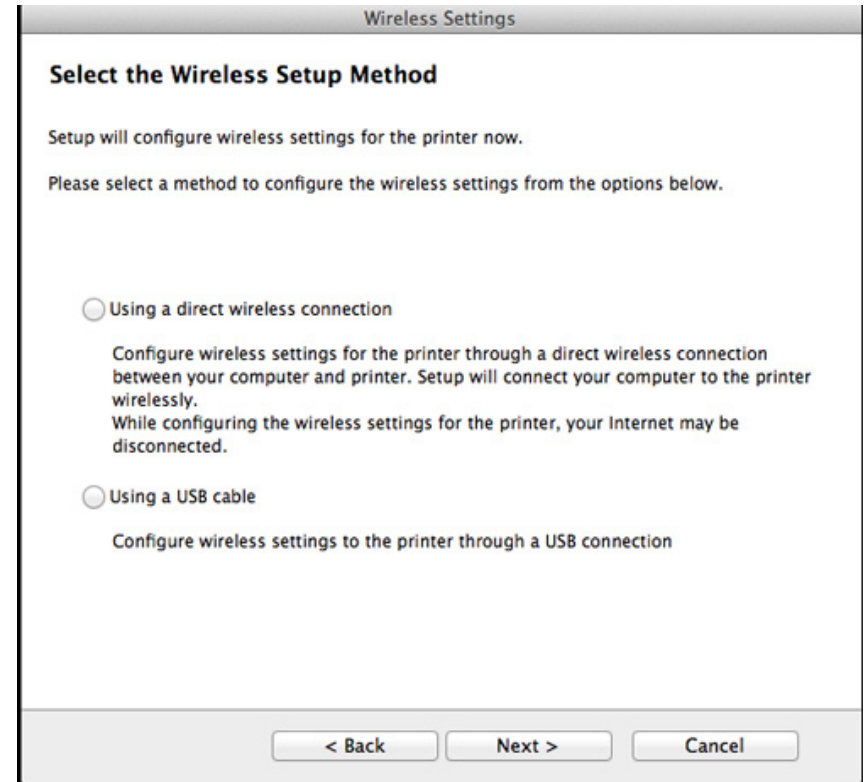 Wireless Settings
Select the Wireless Setup Method
Setup will configure wireless settings for the printer now.
Please select a method to configure the wireless settings from the options below.
Using a direct wireless connection
Configure wireless settings for the printer through a direct wireless connection
between your computer and printer. Setup will connect your computer to the printer
wirelessly.
While configuring the wireless settings for the printer, your Internet may be
disconnected.
Using a USB cable
Configure wireless settings to the printer through a USB connection
< Back Next > Cancel